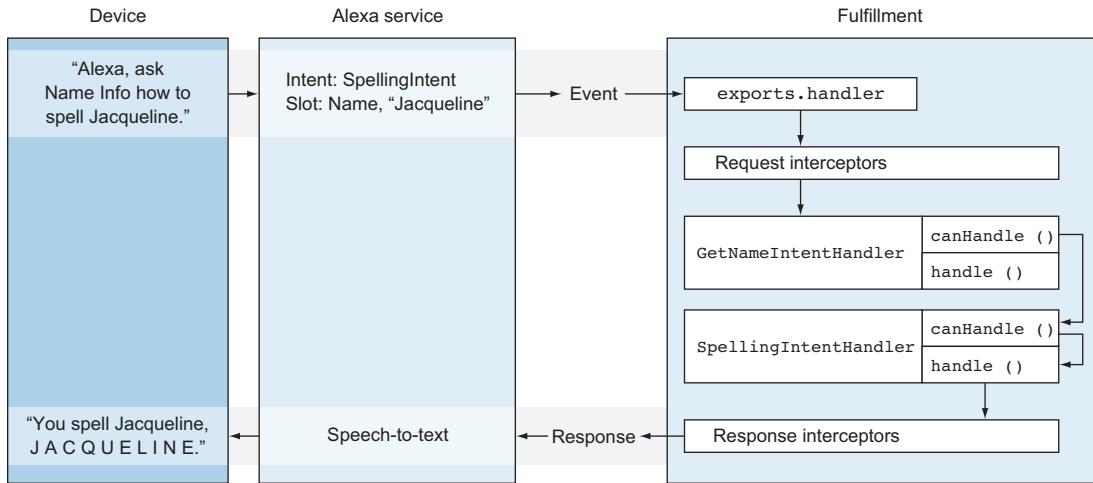 Device
Alexa service
Fulfillment
“Alexa, ask
Name Info how to
spell Jacqueline.”
Intent: SpellingIntent
Slot: Name, “Jacqueline”
Event
exports.handler
Request interceptors
GetNameIntentHandler
canHandle ()
handle ()
SpellingIntentHandler
canHandle ()
handle ()
“You spell Jacqueline,
J A C Q U E L I N E.”
Speech-to-text
Response
Response interceptors